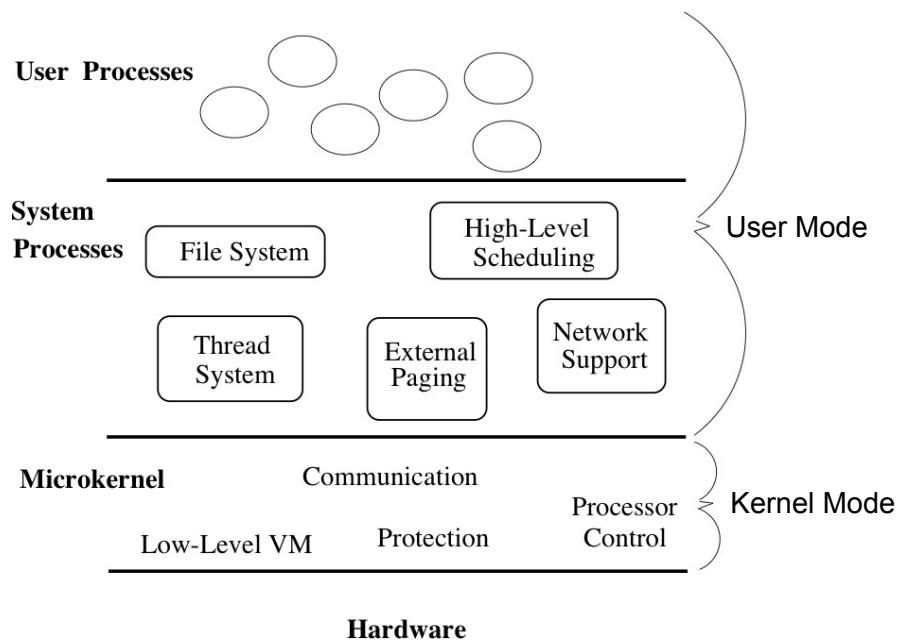 User Processes
System
Processes
File System
High-Level
Scheduling
User Mode
Thread
System
External
Paging
Network
Support
Microkernel
Communication
Low-Level VM
Protection
Processor
Control
Kernel Mode
Hardware